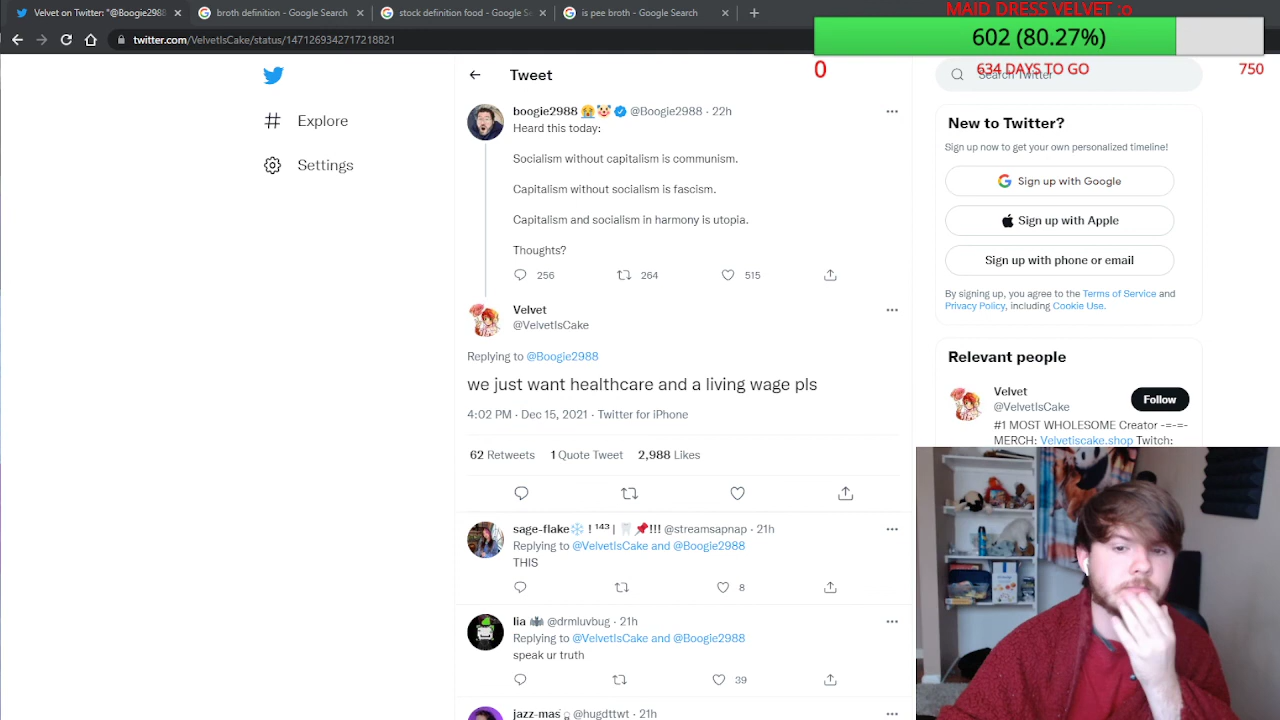 Velvet on Twitter "@Boogie2988
broth definition - Google Search
stock definition food - Google Se
is pee broth - Google Search
MAID DRESS VELVET :o
twitter.com/VelvetIsCake/status/1471269342717218821
602 (80.27%)
0
634 DAYS TO GO
750
Explore
Settings
Tweet
boogie2988 😭🤡 @Boogie2988 · 22h
Heard this today:
Socialism without capitalism is communism.
Capitalism without socialism is fascism.
Capitalism and socialism in harmony is utopia.
Thoughts?
256 264 515
Velvet
@VelvetIsCake
Replying to @Boogie2988
we just want healthcare and a living wage pls
4:02 PM · Dec 15, 2021 · Twitter for iPhone
62 Retweets 1 Quote Tweet 2,988 Likes
sage-flake❄️ ! ¹⁴³ | 🦷📌!!! @streamsapnap · 21h
Replying to @VelvetIsCake and @Boogie2988
THIS
8
lia @drmluvbug · 21h
Replying to @VelvetIsCake and @Boogie2988
speak ur truth
39
jazz-mas @hugdttwt · 21h
Search Twitter
New to Twitter?
Sign up now to get your own personalized timeline!
Sign up with Google
Sign up with Apple
Sign up with phone or email
By signing up, you agree to the Terms of Service and
Privacy Policy, including Cookie Use.
Relevant people
Velvet
@VelvetIsCake
Follow
#1 MOST WHOLESOME Creator -=-=-
MERCH: Velvetiscake.shop Twitch: